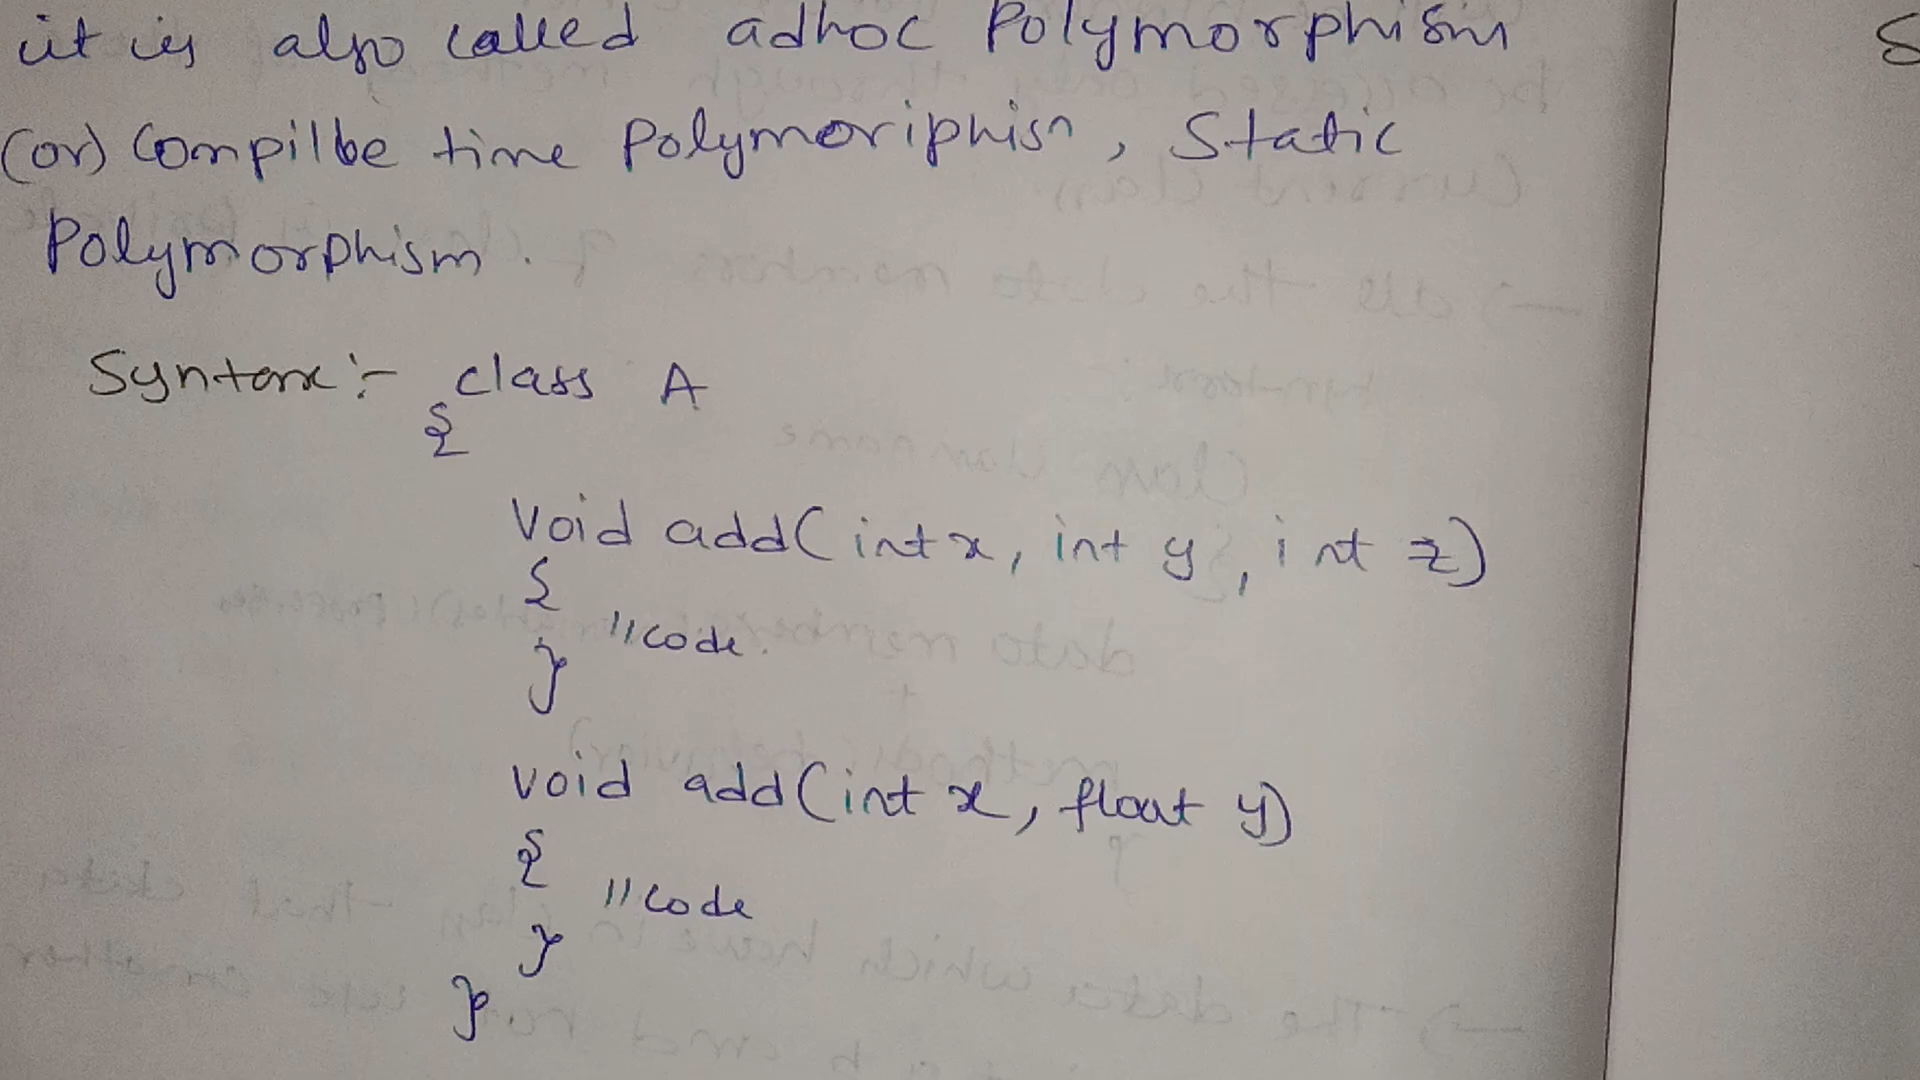 it is also called adhoc Polymorphism
(or) Compilbe time Polymoriphisn, Static
Polymorphism.
Syntax :- class A
{
void add(int x, int y, int z)
{
//code.
}
void add(int x, float y)
{
//code
}
}